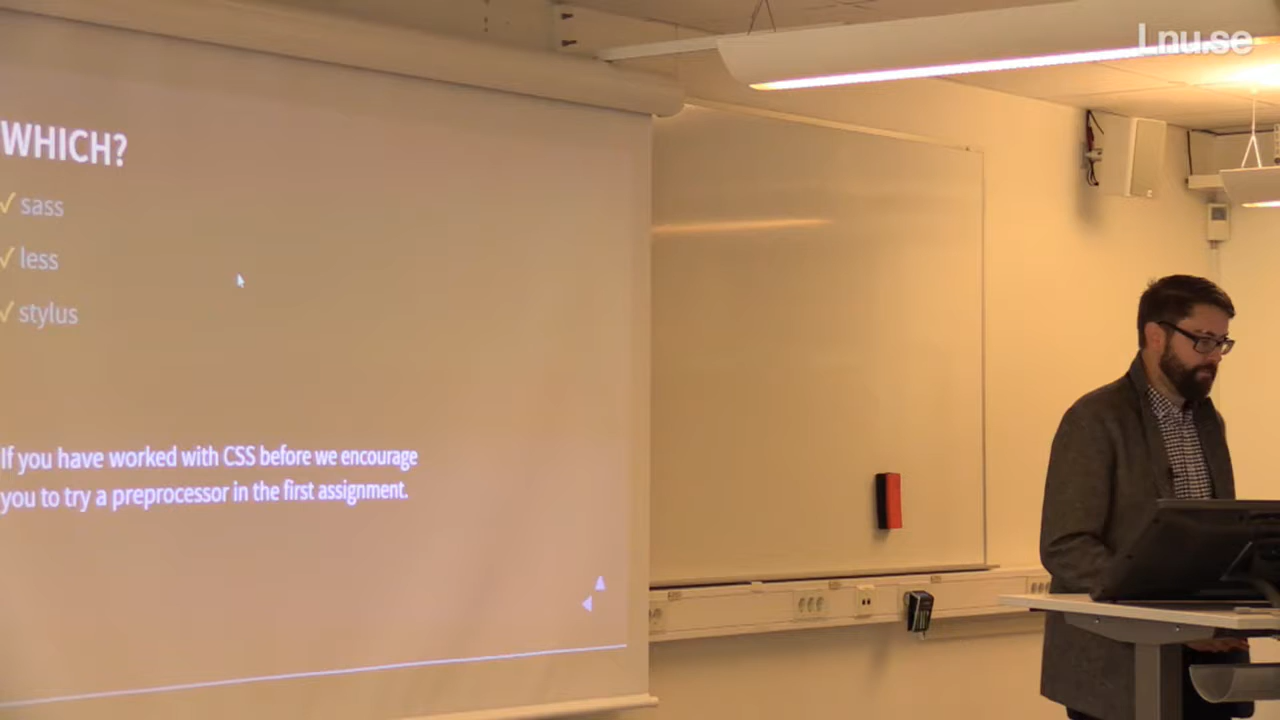 Lnu.se
WHICH?
✓ sass
✓ less
✓ stylus
If you have worked with CSS before we encourage
you to try a preprocessor in the first assignment.